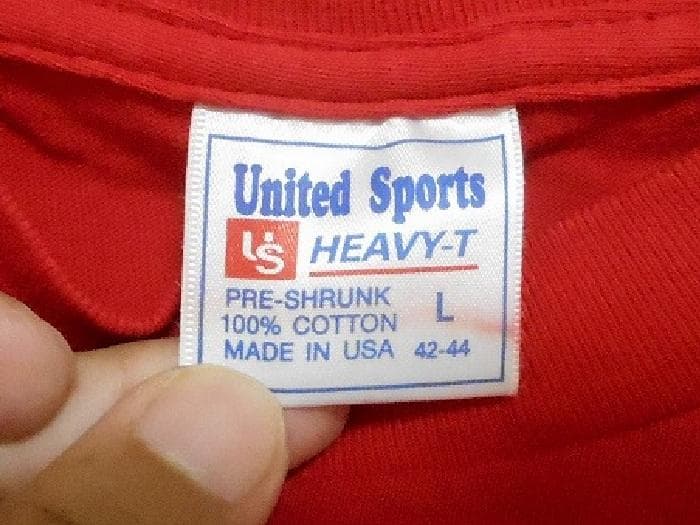 United Sports
US HEAVY-T
PRE-SHRUNK
100% COTTON L
MADE IN USA 42-44